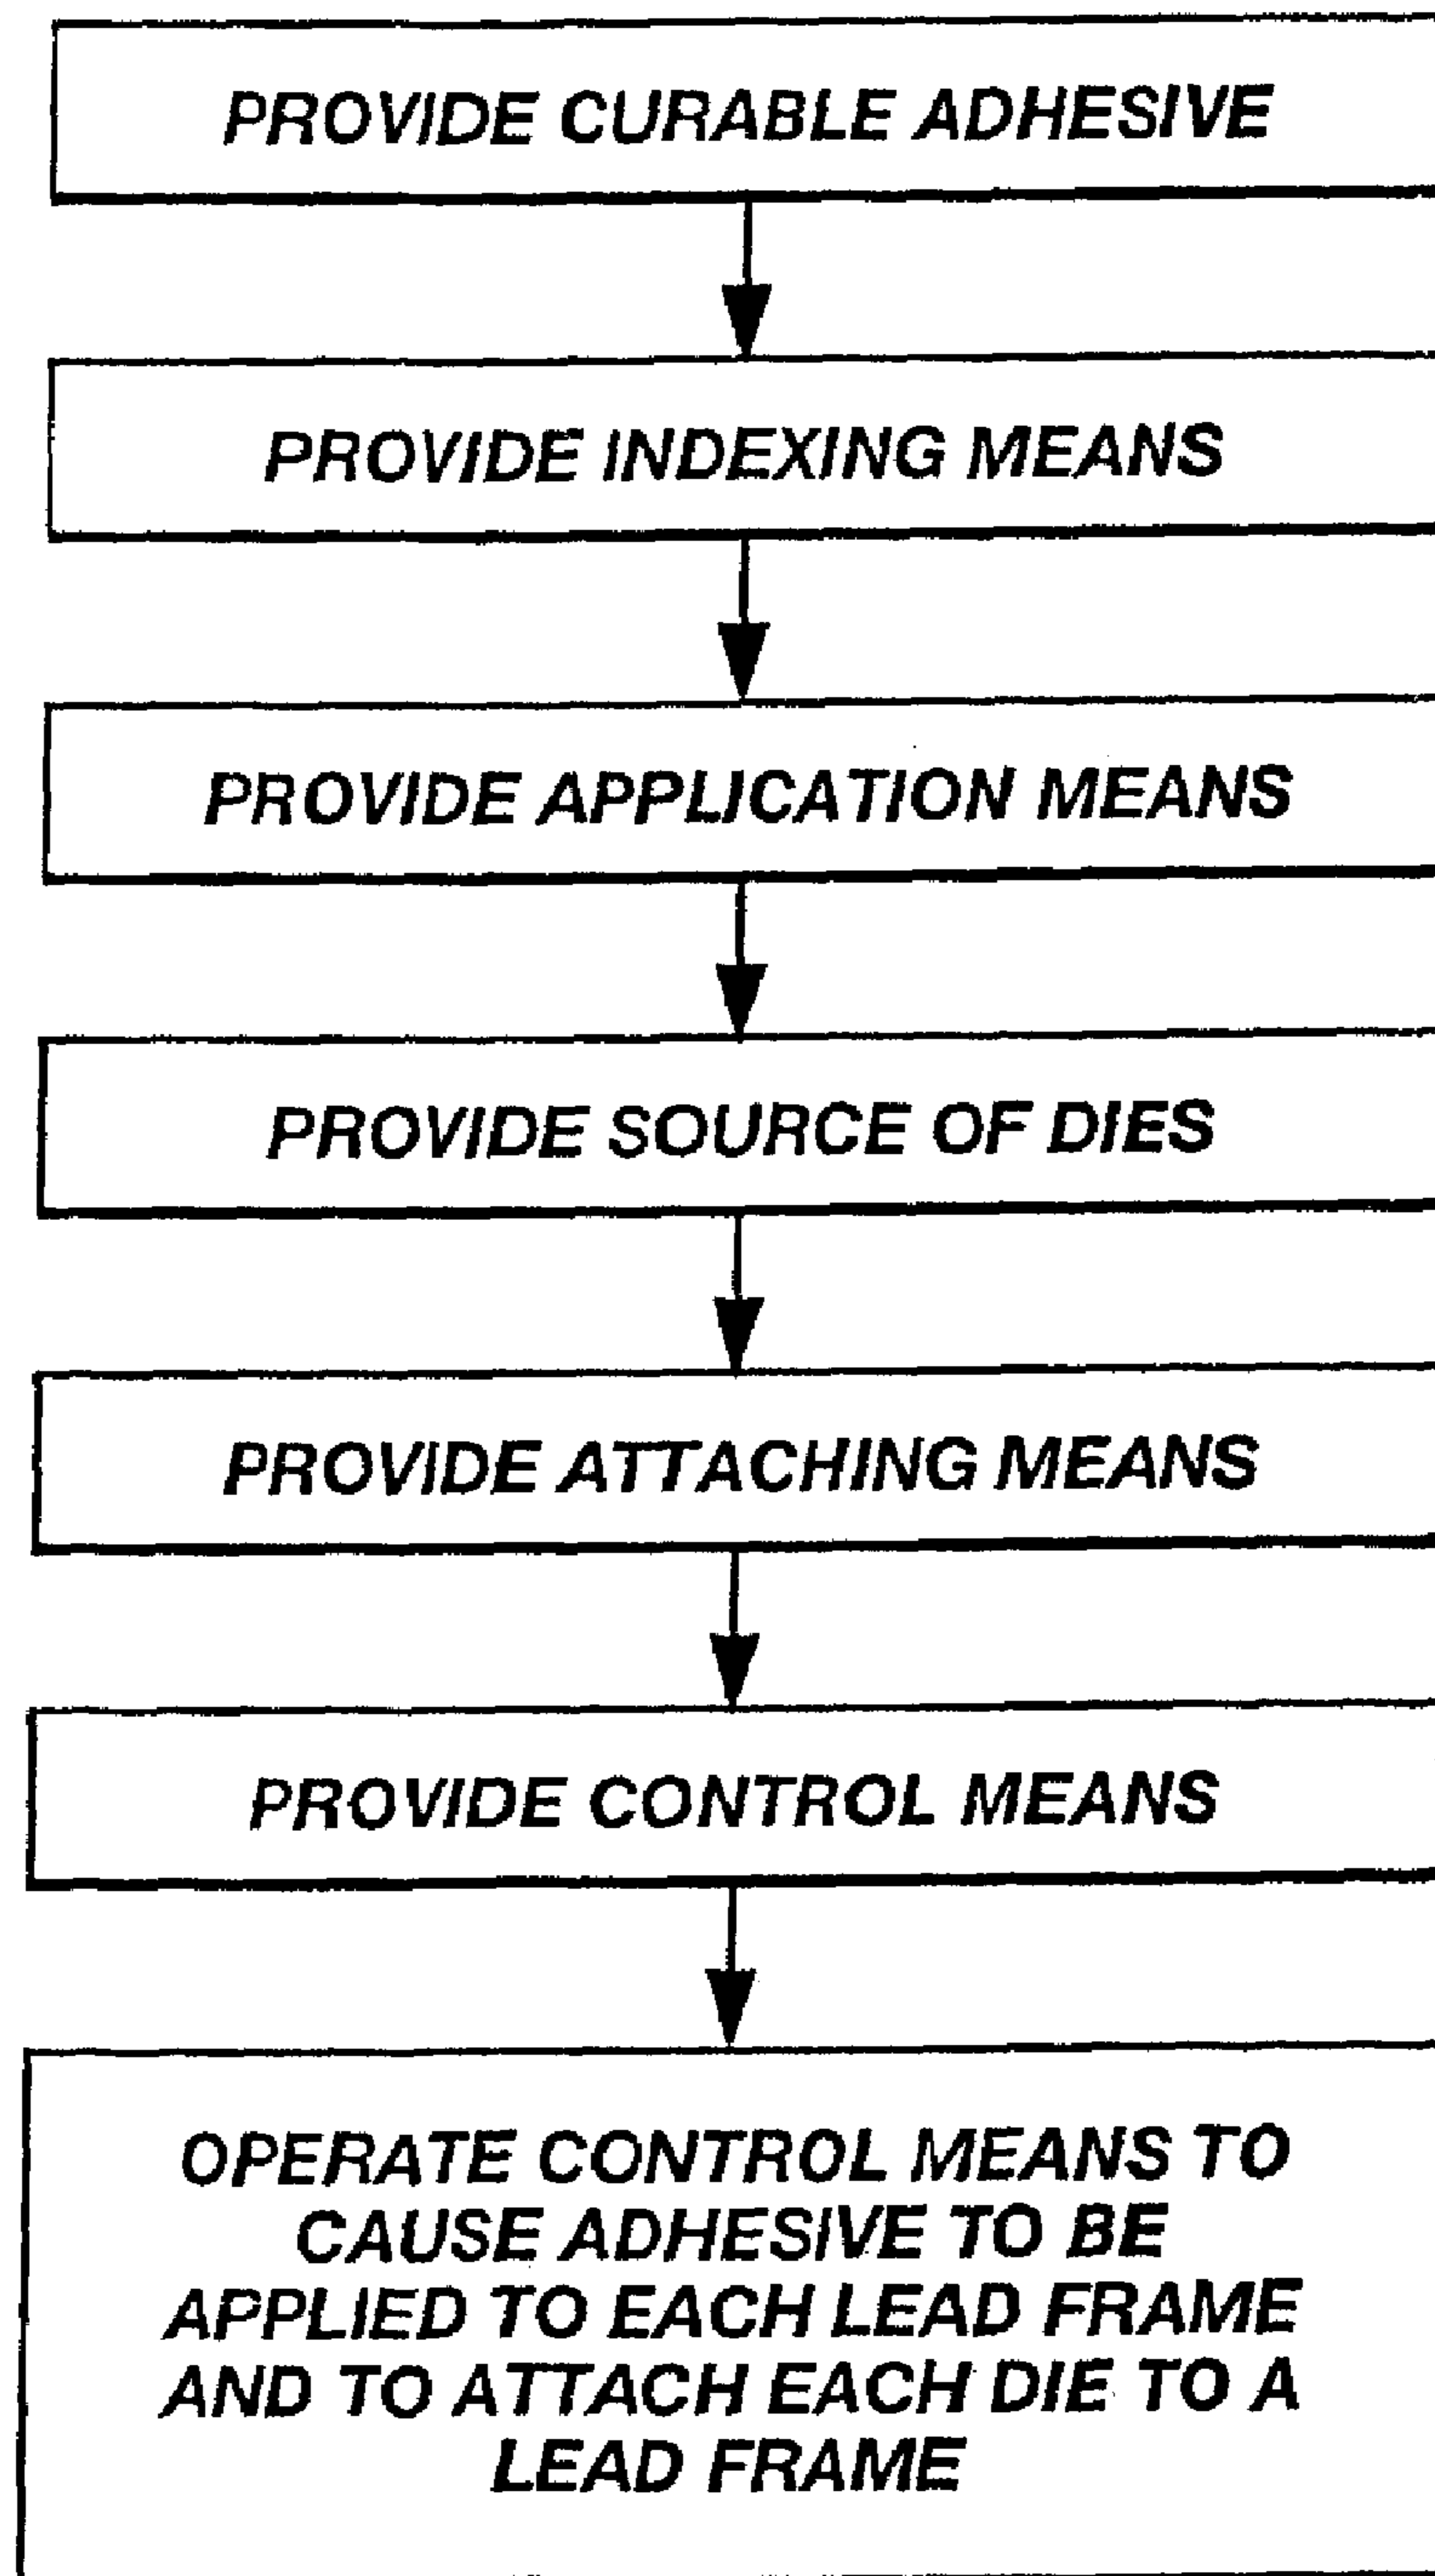 PROVIDE CURABLE ADHESIVE
PROVIDE INDEXING MEANS
PROVIDE APPLICATION MEANS
PROVIDE SOURCE OF DIES
PROVIDE ATTACHING MEANS
PROVIDE CONTROL MEANS
OPERATE CONTROL MEANS TO
CAUSE ADHESIVE TO BE
APPLIED TO EACH LEAD FRAME
AND TO ATTACH EACH DIE TO A
LEAD FRAME